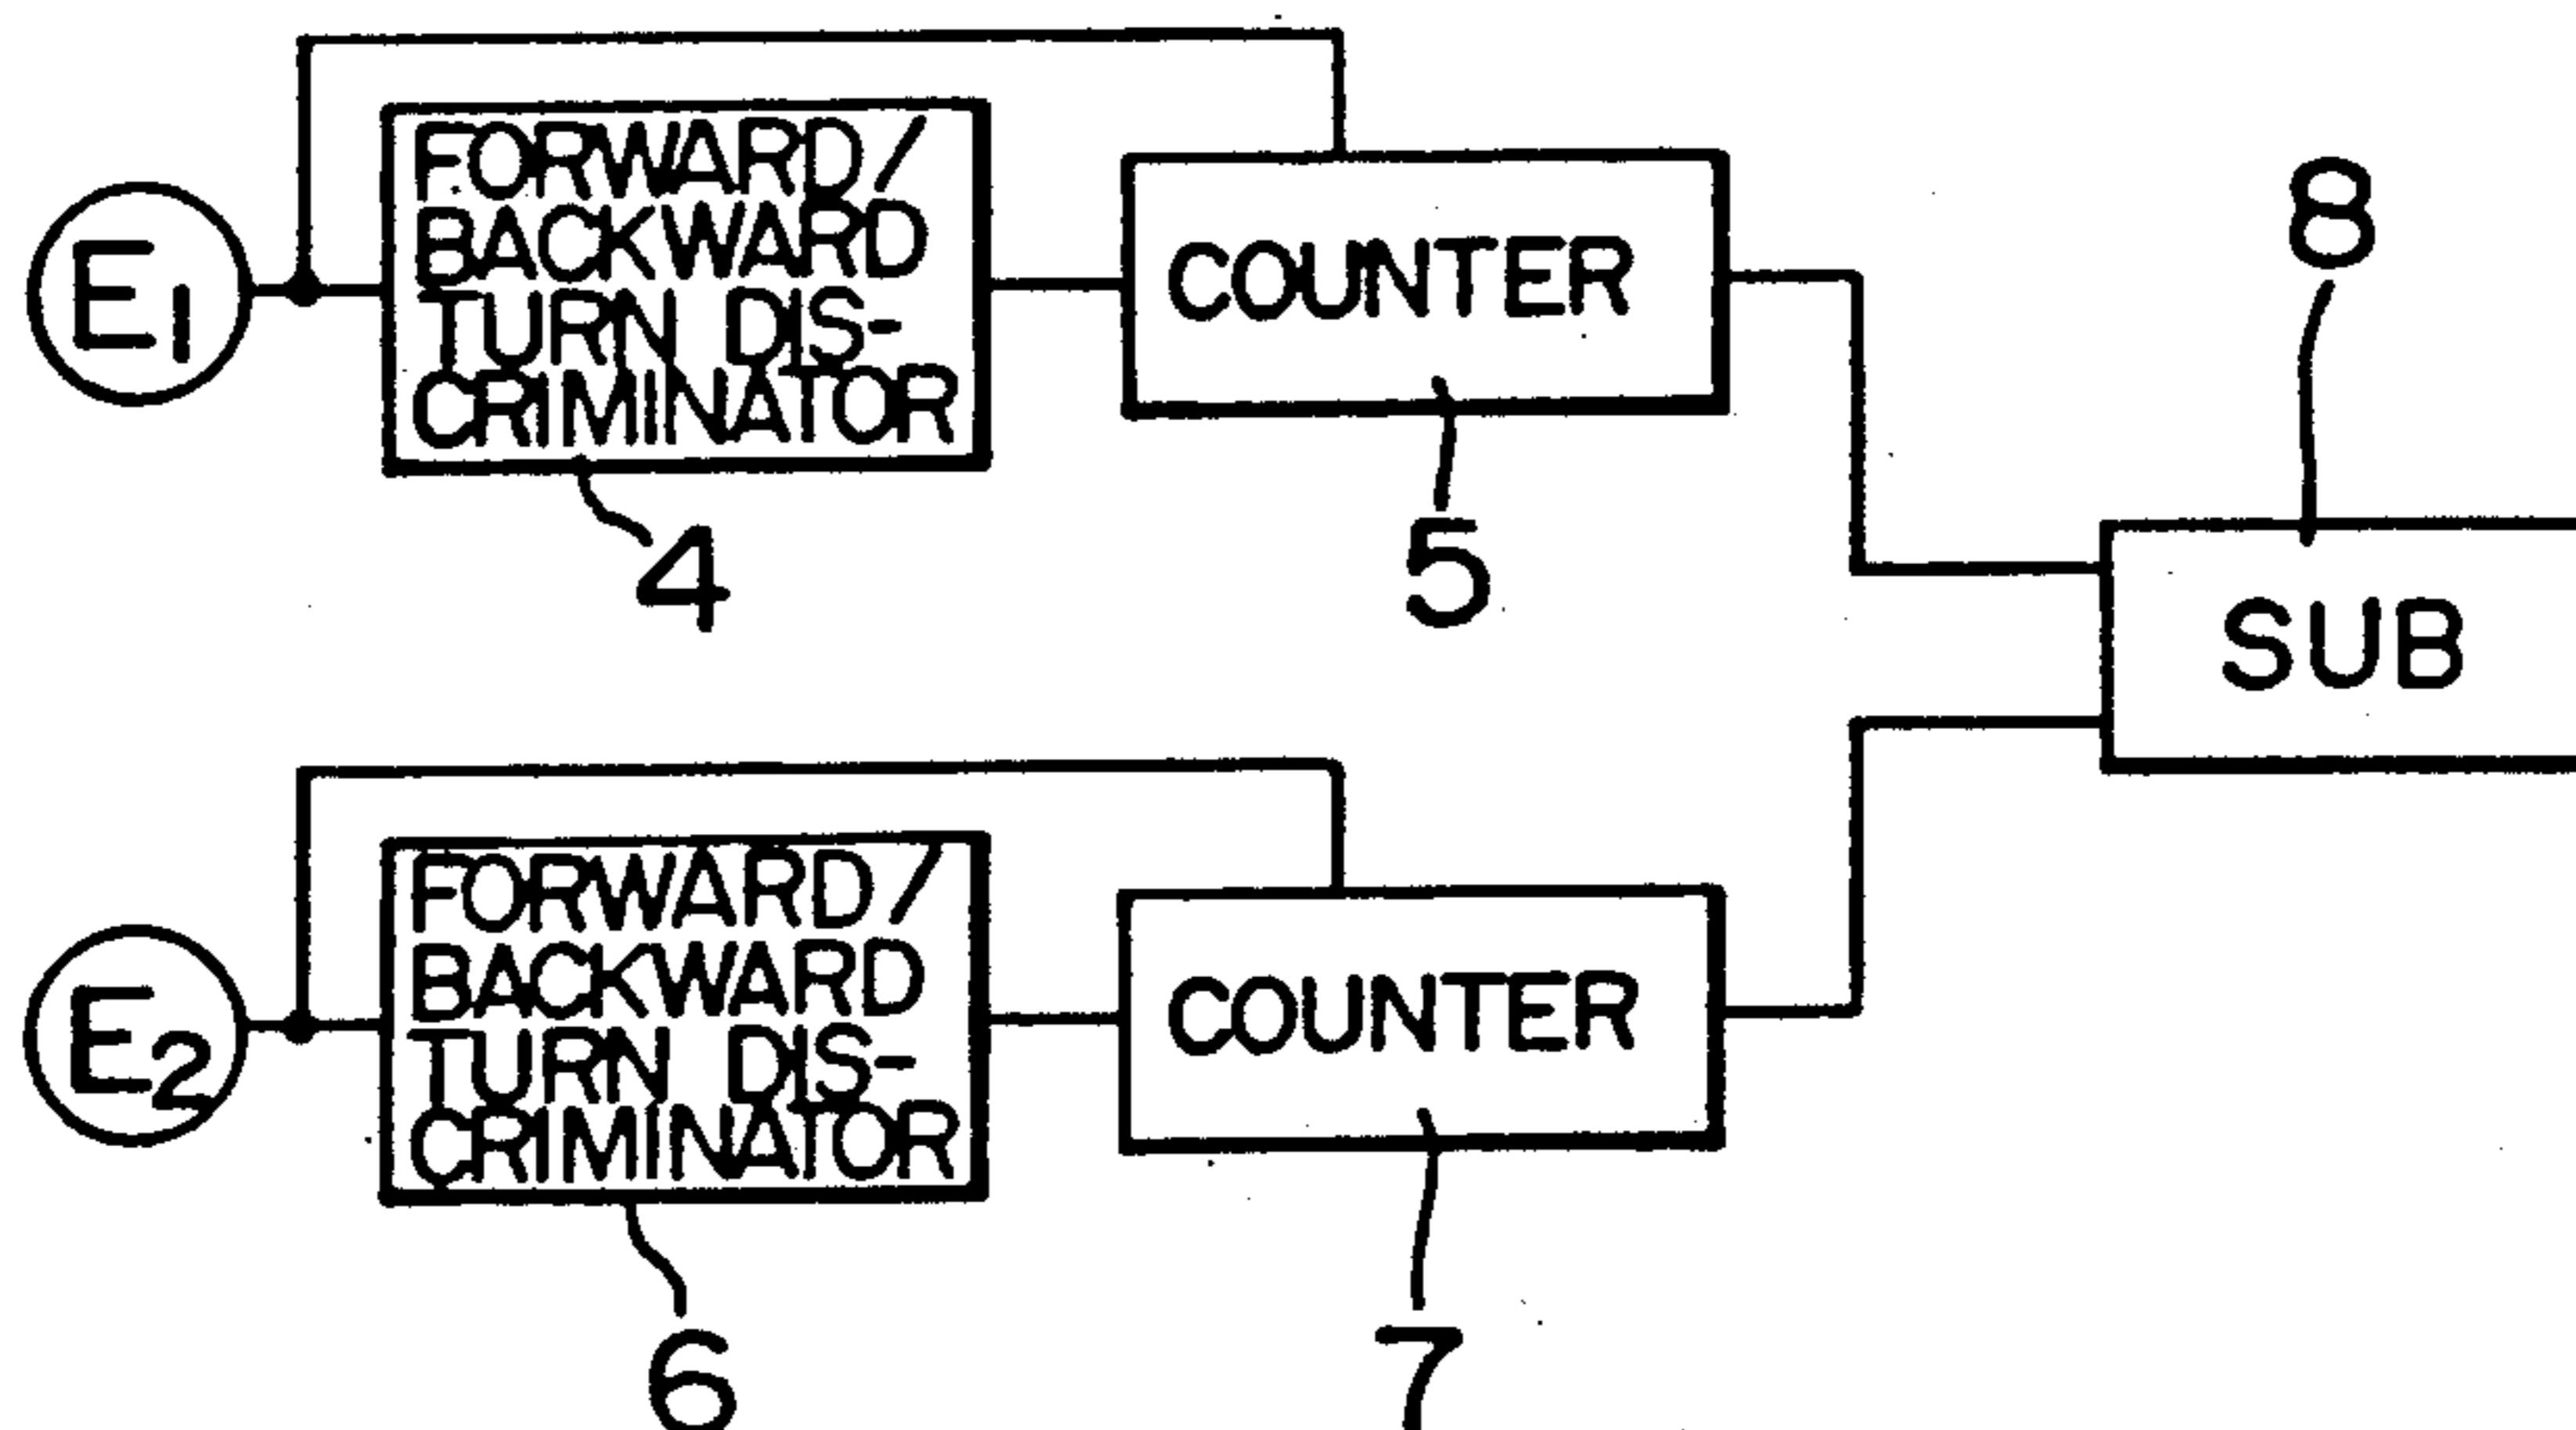 E1
FORWARD/
BACKWARD
TURN DIS-
CRIMINATOR
4
COUNTER
5
8
SUB
E2
FORWARD/
BACKWARD
TURN DIS-
CRIMINATOR
6
COUNTER
7